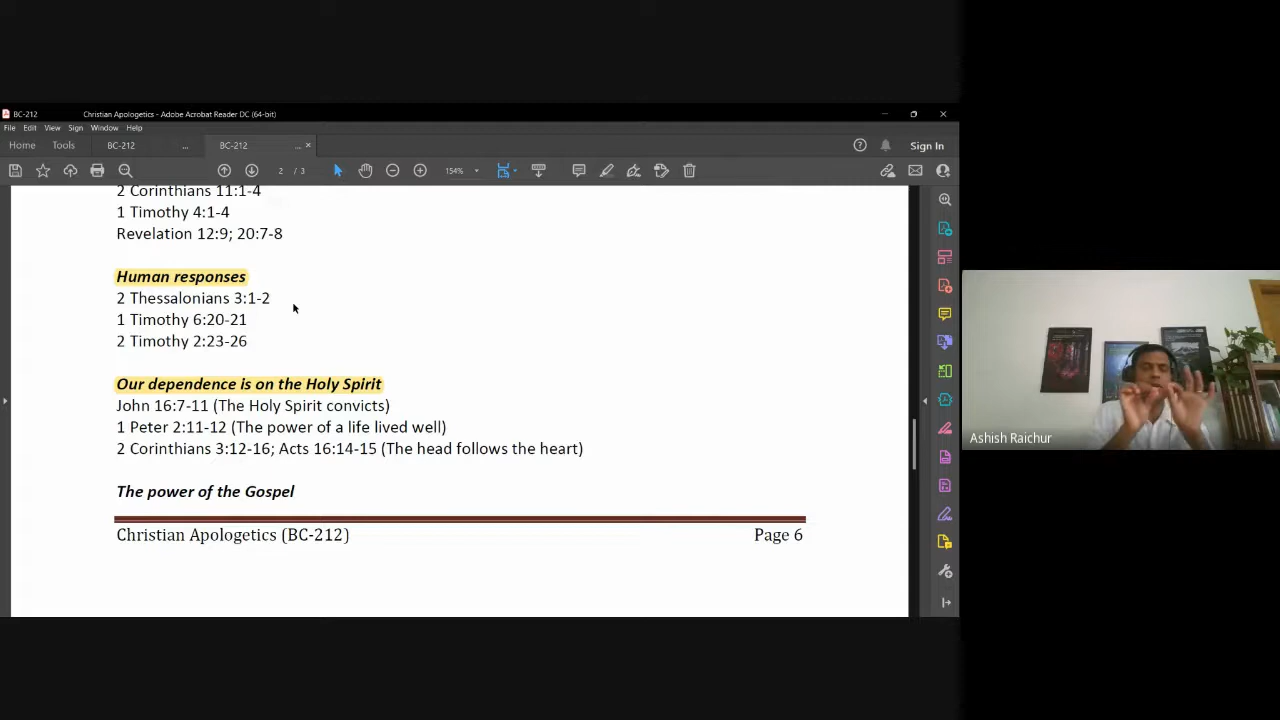 BC-212 Christian Apologetics - Adobe Acrobat Reader DC (64-bit)
File Edit View Sign Window Help
Home Tools BC-212 ... BC-212 ... × Sign In
2 / 3 154%
2 Corinthians 11:1-4
1 Timothy 4:1-4
Revelation 12:9; 20:7-8
Human responses
2 Thessalonians 3:1-2
1 Timothy 6:20-21
2 Timothy 2:23-26
Our dependence is on the Holy Spirit
John 16:7-11 (The Holy Spirit convicts)
1 Peter 2:11-12 (The power of a life lived well)
2 Corinthians 3:12-16; Acts 16:14-15 (The head follows the heart)
The power of the Gospel
Christian Apologetics (BC-212) Page 6
Ashish Raichur